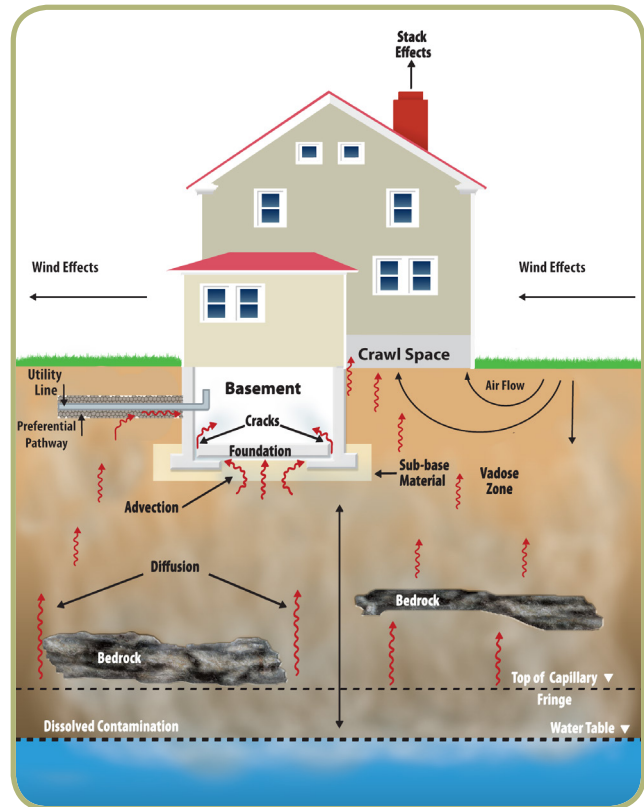 Stack
Effects
Wind Effects
Wind Effects
Crawl Space
Utility
Line
Basement
Air Flow
Preferential
Pathway
Cracks
Foundation
Sub-base
Material
Vadose
Zone
Advection
Diffusion
Bedrock
Bedrock
Top of Capillary
Fringe
Dissolved Contamination
Water Table